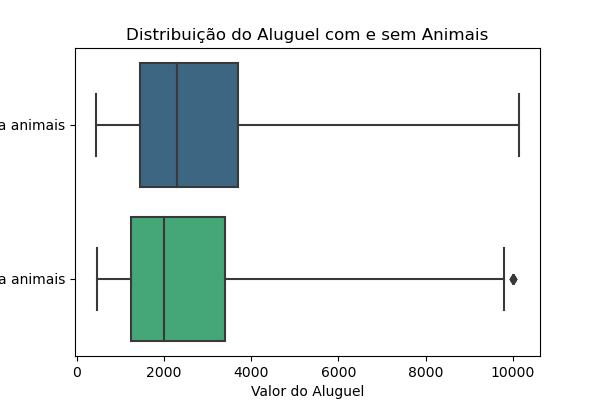 Distribuição do Aluguel com e sem Animais
a animais
a animais
0 2000 4000 6000 8000 10000
Valor do Aluguel